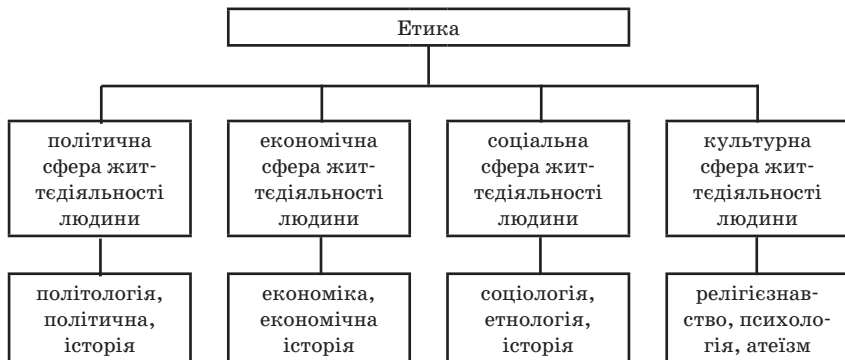 Етика
політична
сфера жит-
тєдіяльності
людини
економічна
сфера жит-
тєдіяльності
людини
соціальна
сфера жит-
тєдіяльності
людини
культурна
сфера жит-
тєдіяльності
людини
політологія,
політична,
історія
економіка,
економічна
історія
соціологія,
етнологія,
історія
релігієзнав-
ство, психоло-
гія, атеїзм